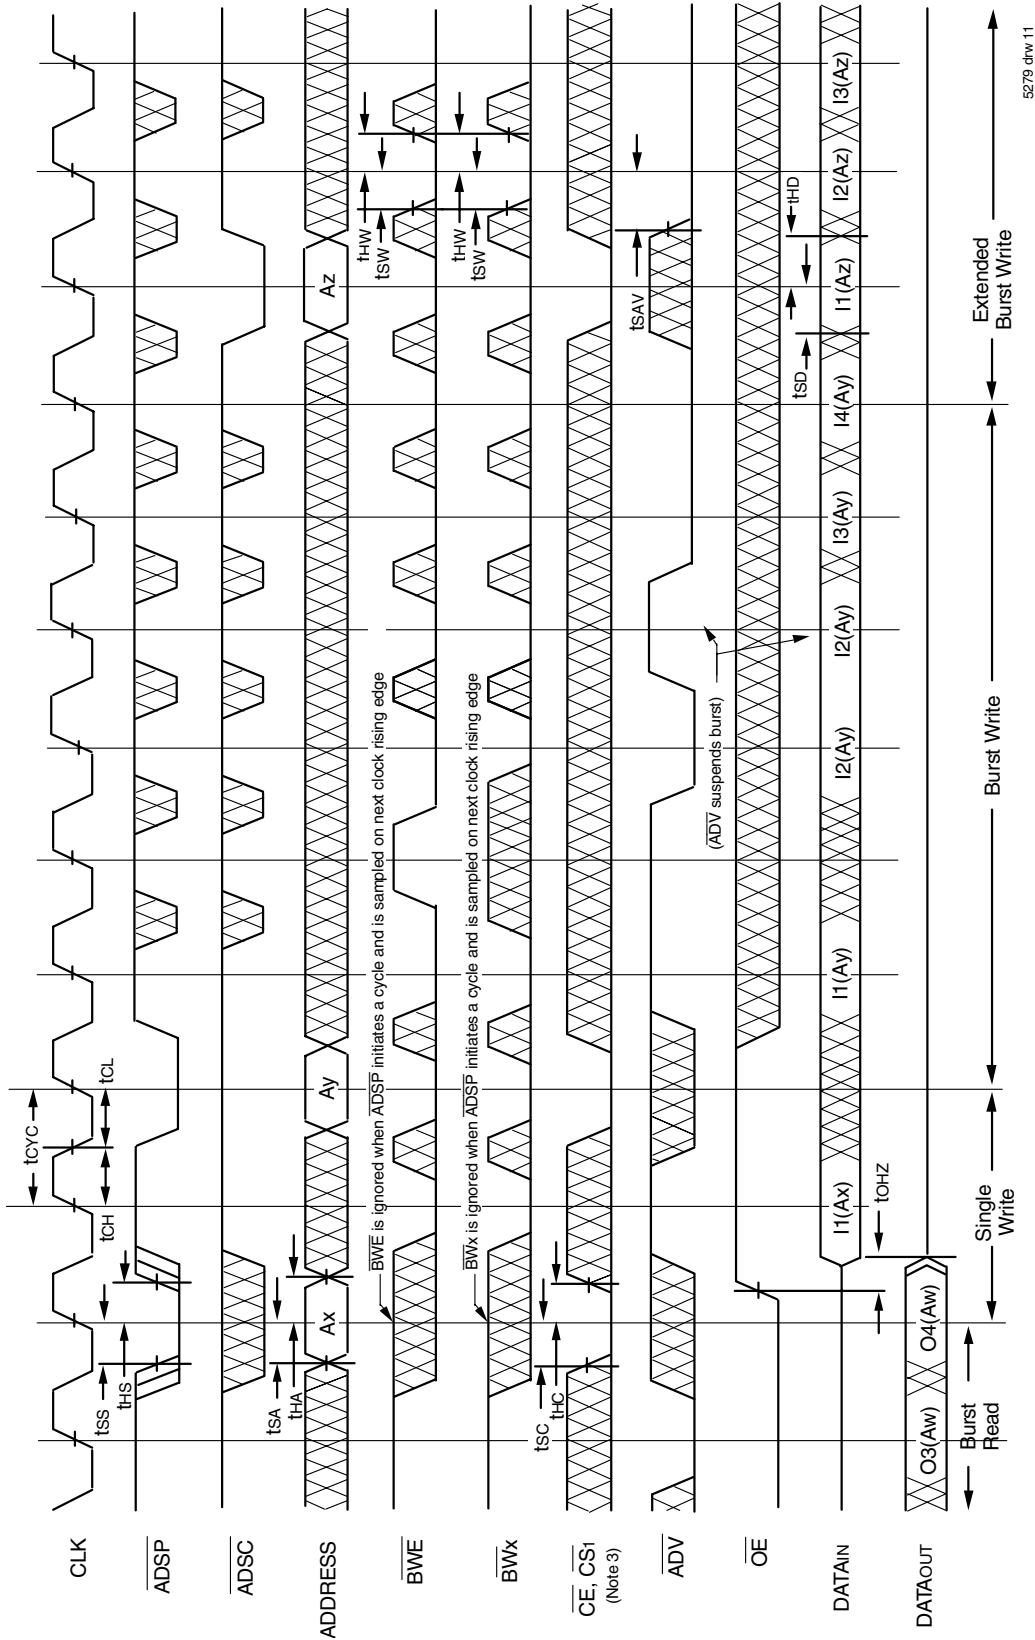 tCYC
tCH
tCL
CLK
tSS
tHS
ADSP
ADSC
tSA
tHA
ADDRESS
Ax
Ay
Az
BWE is ignored when ADSP initiates a cycle and is sampled on next clock rising edge
tHW
tSW
BWE
BWx is ignored when ADSP initiates a cycle and is sampled on next clock rising edge
tHW
tSW
BWx
tSC
tHC
CE, CS1
(Note 3)
tSAV
ADV
(ADV suspends burst)
OE
tSD
tHD
DATAIN
I1(Ax)
I1(Ay)
I2(Ay)
I2(Ay)
I3(Ay)
I4(Ay)
I1(Az)
I2(Az)
I3(Az)
tOHZ
DATAOUT
O3(Aw)
O4(Aw)
Burst
Read
Single
Write
Burst Write
Extended
Burst Write
5279 drw 11